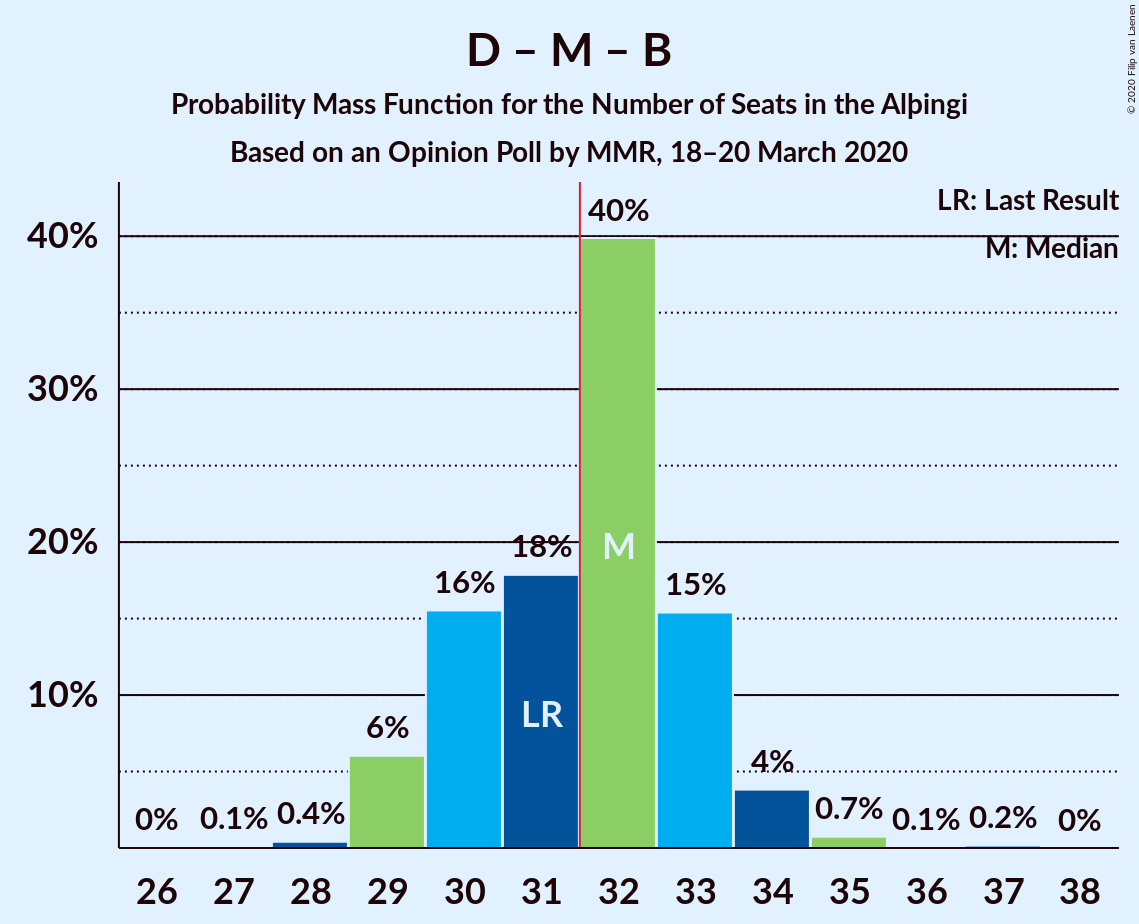 D – M – B
Probability Mass Function for the Number of Seats in the Alþingi
Based on an Opinion Poll by MMR, 18–20 March 2020
© 2020 Filip van Laenen
LR: Last Result
M: Median
40%
30%
20%
10%
0%
0.1%
0.4%
6%
16%
18%
40%
15%
4%
0.7%
0.1%
0.2%
0%
LR
M
26 27 28 29 30 31 32 33 34 35 36 37 38